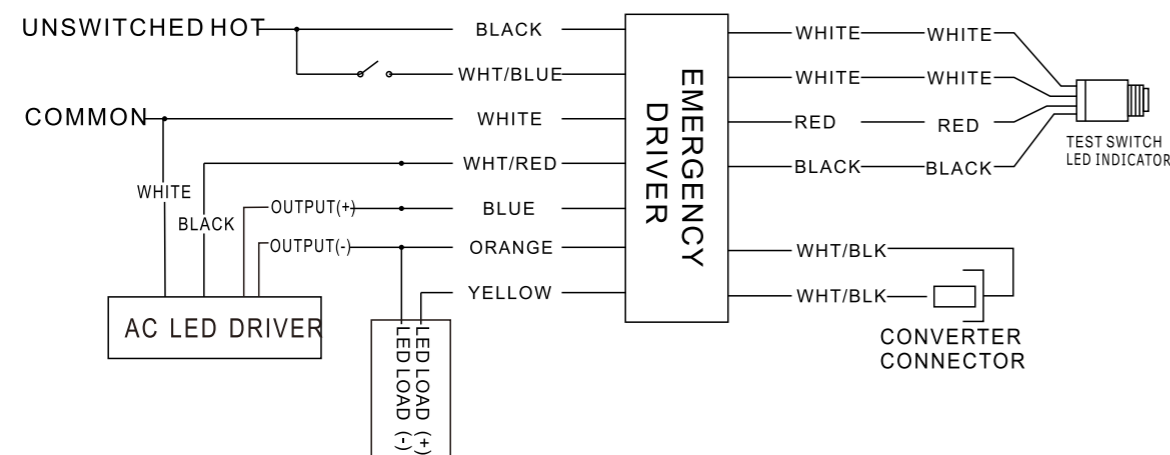 UNSWITCHED HOT
BLACK
WHT/BLUE
COMMON
WHITE
WHT/RED
WHITE
BLACK
OUTPUT(+)
BLUE
OUTPUT(-)
ORANGE
YELLOW
AC LED DRIVER
LED LOAD (-)
LED LOAD (+)
EMERGENCY
DRIVER
WHITE WHITE
WHITE WHITE
RED RED
BLACK BLACK
TEST SWITCH
LED INDICATOR
WHT/BLK
WHT/BLK
CONVERTER
CONNECTOR